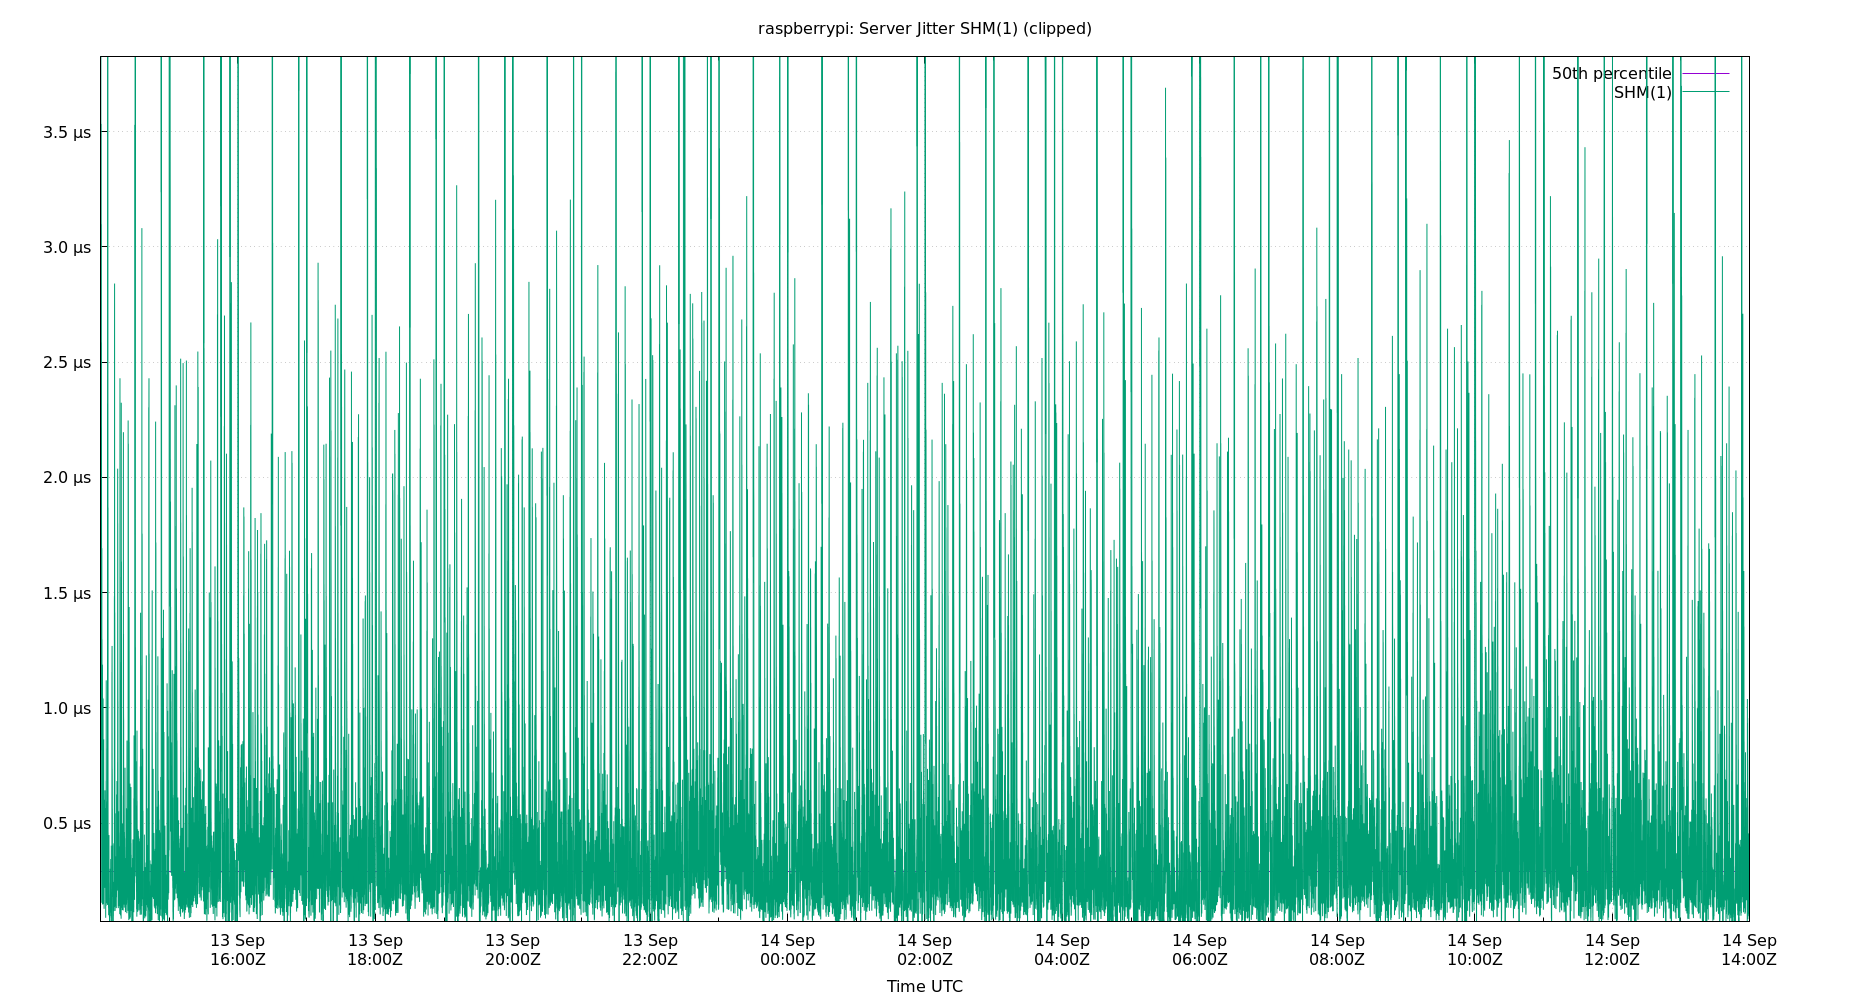 raspberrypi: Server Jitter SHM(1) (clipped)
50th percentile
SHM(1)
3.5 µs
3.0 µs
2.5 µs
2.0 µs
1.5 µs
1.0 µs
0.5 µs
13 Sep 13 Sep 13 Sep 13 Sep 14 Sep 14 Sep 14 Sep 14 Sep 14 Sep 14 Sep 14 Sep 14 Sep
16:00Z 18:00Z 20:00Z 22:00Z 00:00Z 02:00Z 04:00Z 06:00Z 08:00Z 10:00Z 12:00Z 14:00Z
Time UTC